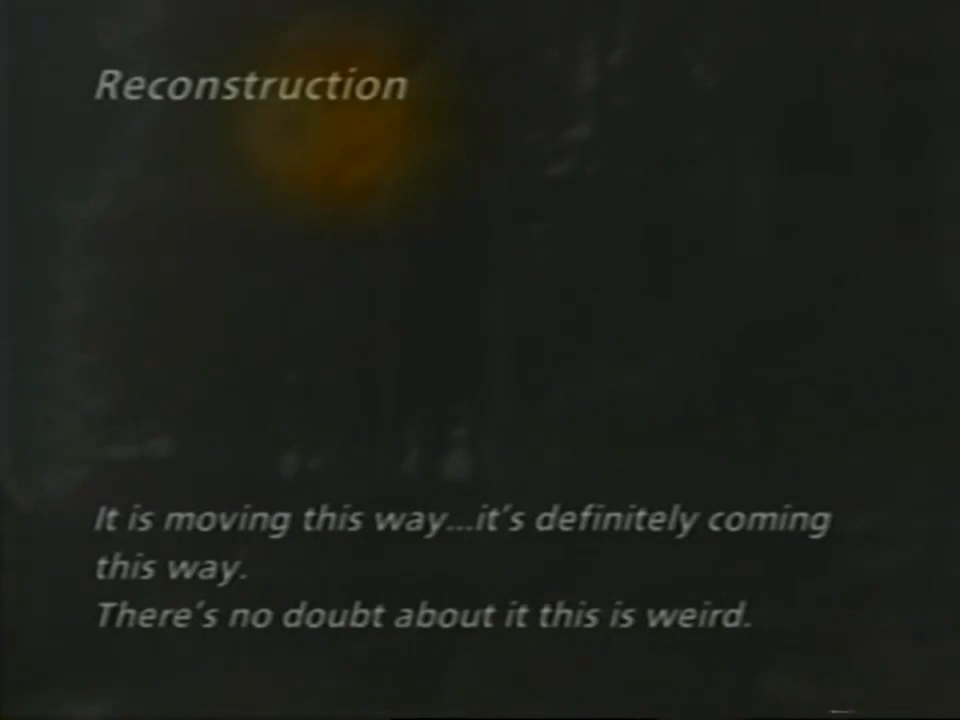 Reconstruction
It is moving this way...it's definitely coming
this way.
There's no doubt about it this is weird.